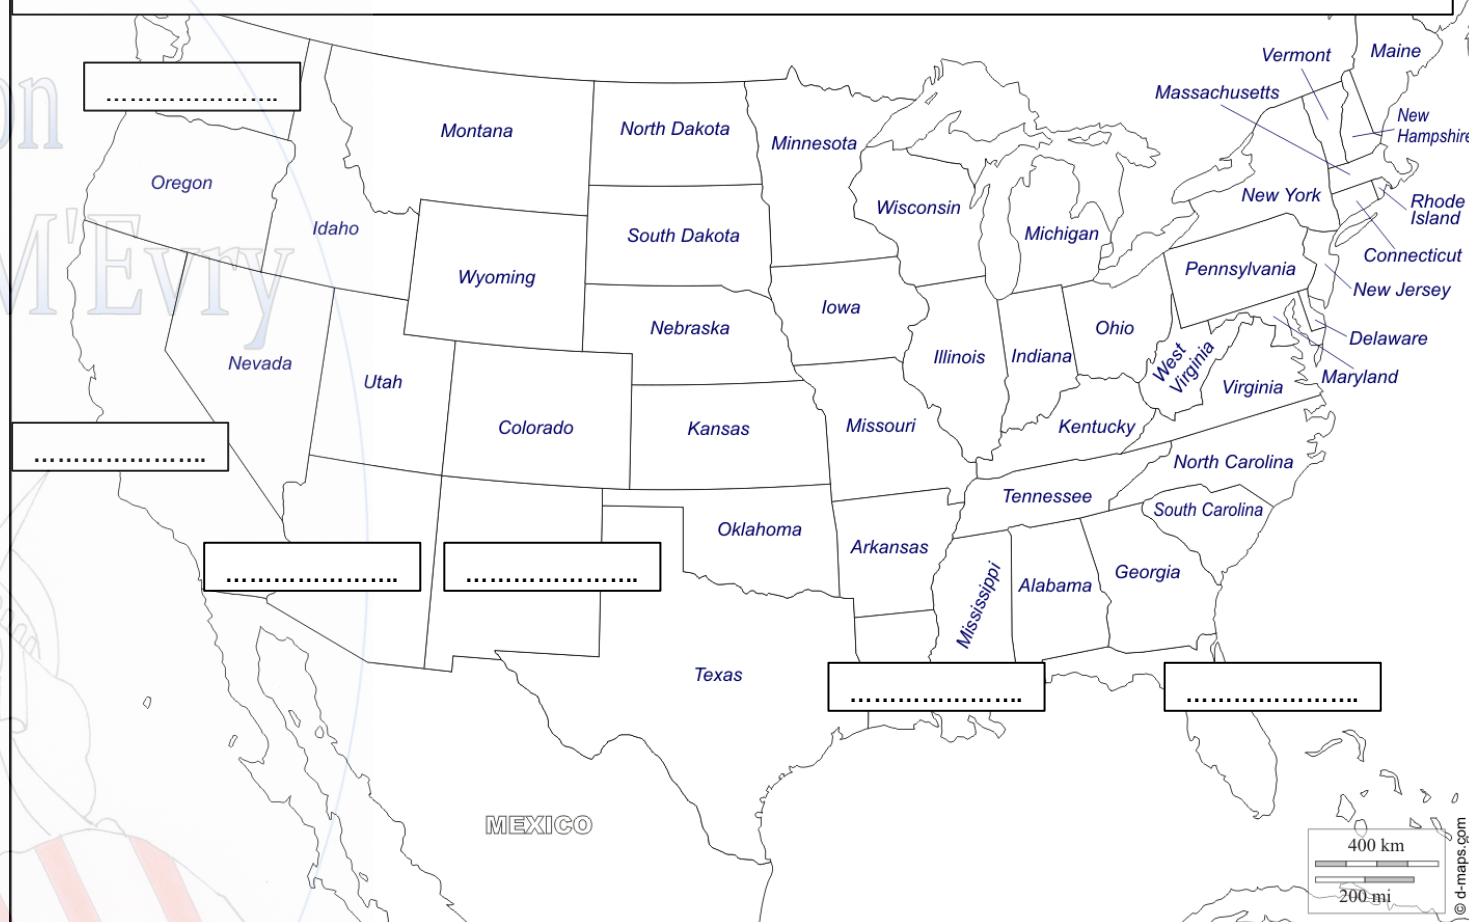 Vermont
Maine
Massachusetts
New
Hampshire
…………………..
Montana
North Dakota
Minnesota
on
Oregon
Idaho
South Dakota
Wisconsin
Michigan
New York
Rhode
Island
Connecticut
M'Evry
Wyoming
Pennsylvania
New Jersey
Nebraska
Iowa
Ohio
Delaware
Nevada
Utah
Illinois
Indiana
West
Virginia
Virginia
Maryland
Colorado
Kansas
Missouri
Kentucky
…………………..
North Carolina
Tennessee
South Carolina
Oklahoma
Arkansas
Georgia
Alabama
Mississippi
…………………..
…………………..
Texas
…………………..
…………………..
MEXICO
400 km
200 mi
© d-maps.com